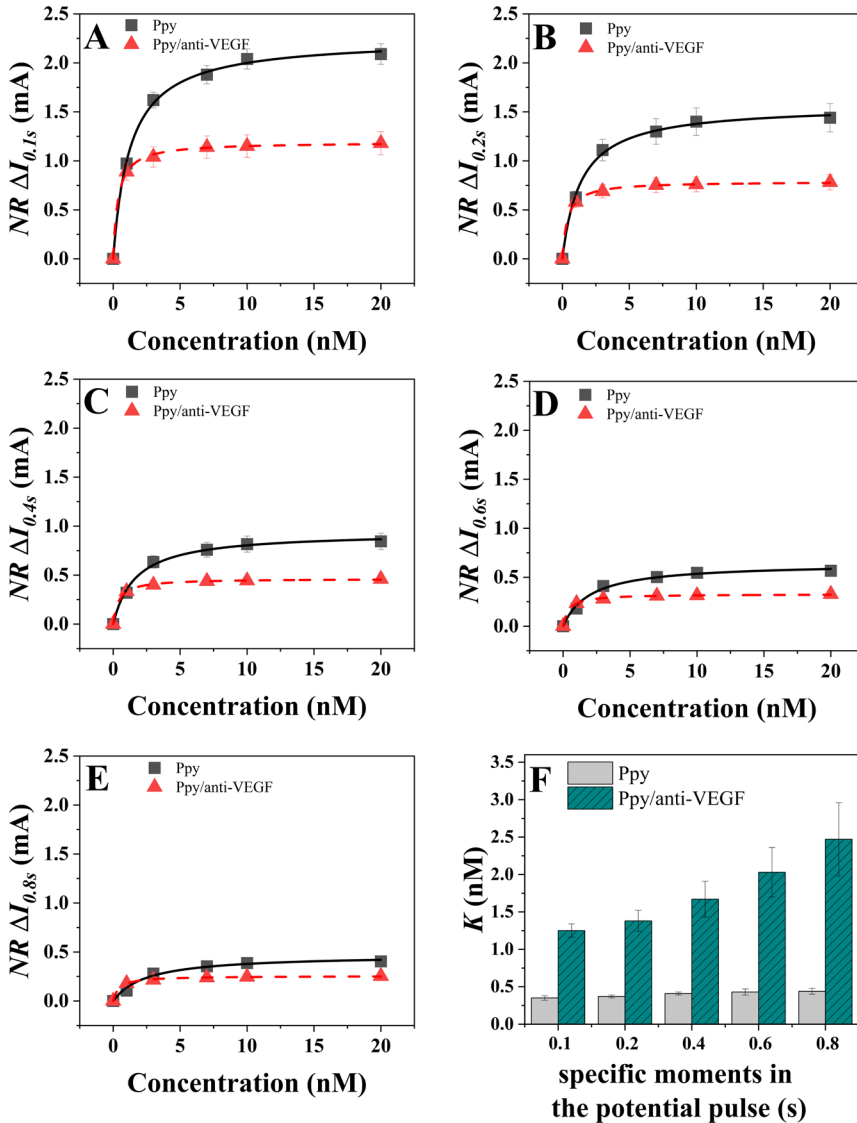 A
Ppy
Ppy/anti-VEGF
2.5
2.0
1.5
1.0
0.5
0.0
NR ΔI0.1s (mA)
0
5
10
15
20
Concentration (nM)
B
Ppy
Ppy/anti-VEGF
2.5
2.0
1.5
1.0
0.5
0.0
NR ΔI0.2s (mA)
0
5
10
15
20
Concentration (nM)
C
Ppy
Ppy/anti-VEGF
2.5
2.0
1.5
1.0
0.5
0.0
NR ΔI0.4s (mA)
0
5
10
15
20
Concentration (nM)
D
Ppy
Ppy/anti-VEGF
2.5
2.0
1.5
1.0
0.5
0.0
NR ΔI0.6s (mA)
0
5
10
15
20
Concentration (nM)
E
Ppy
Ppy/anti-VEGF
2.5
2.0
1.5
1.0
0.5
0.0
NR ΔI0.8s (mA)
0
5
10
15
20
Concentration (nM)
F
Ppy
Ppy/anti-VEGF
3.5
3.0
2.5
2.0
1.5
1.0
0.5
0.0
K (nM)
0.1
0.2
0.4
0.6
0.8
specific moments in
the potential pulse (s)